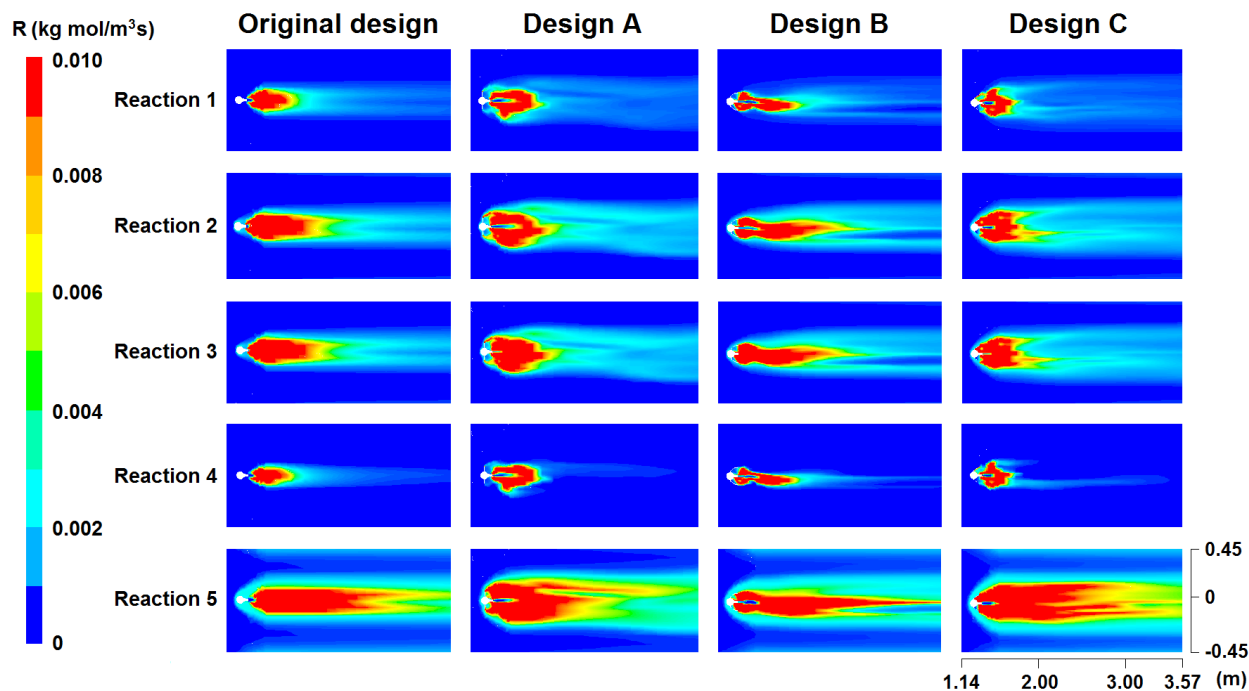 Original design Design A Design B Design C
R (kg mol/m³s)
0.010
0.008
0.006
0.004
0.002
0
Reaction 1
Reaction 2
Reaction 3
Reaction 4
Reaction 5
0.45
0
-0.45
1.14 2.00 3.00 3.57 (m)